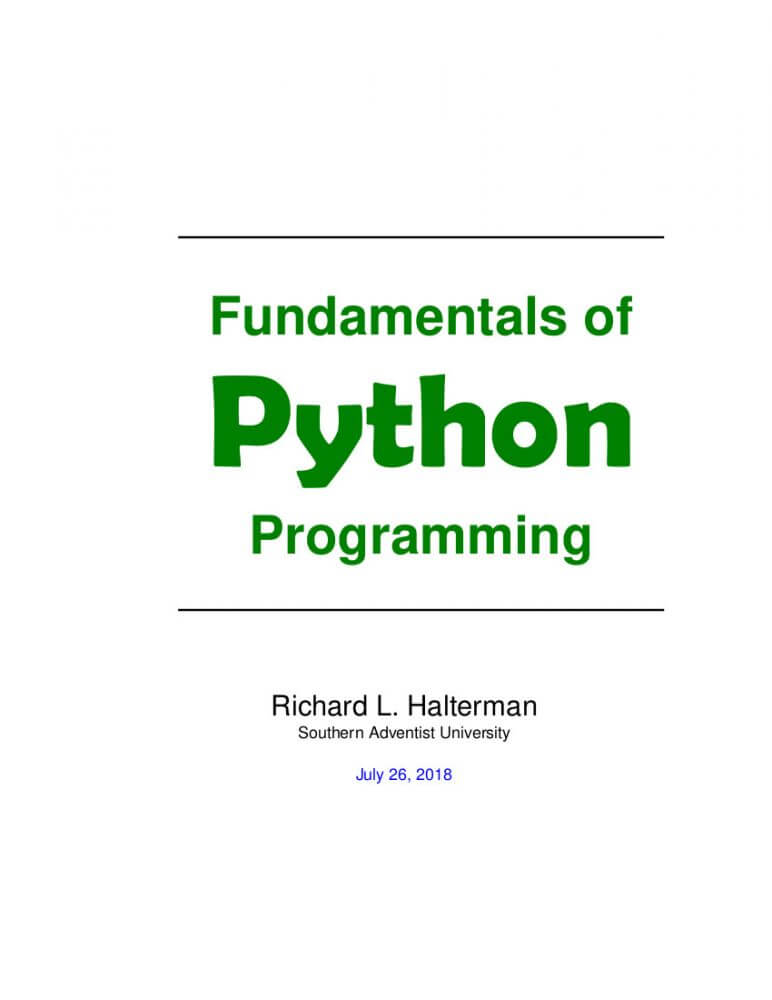 Fundamentals of
Python
Programming
Richard L. Halterman
Southern Adventist University
July 26, 2018